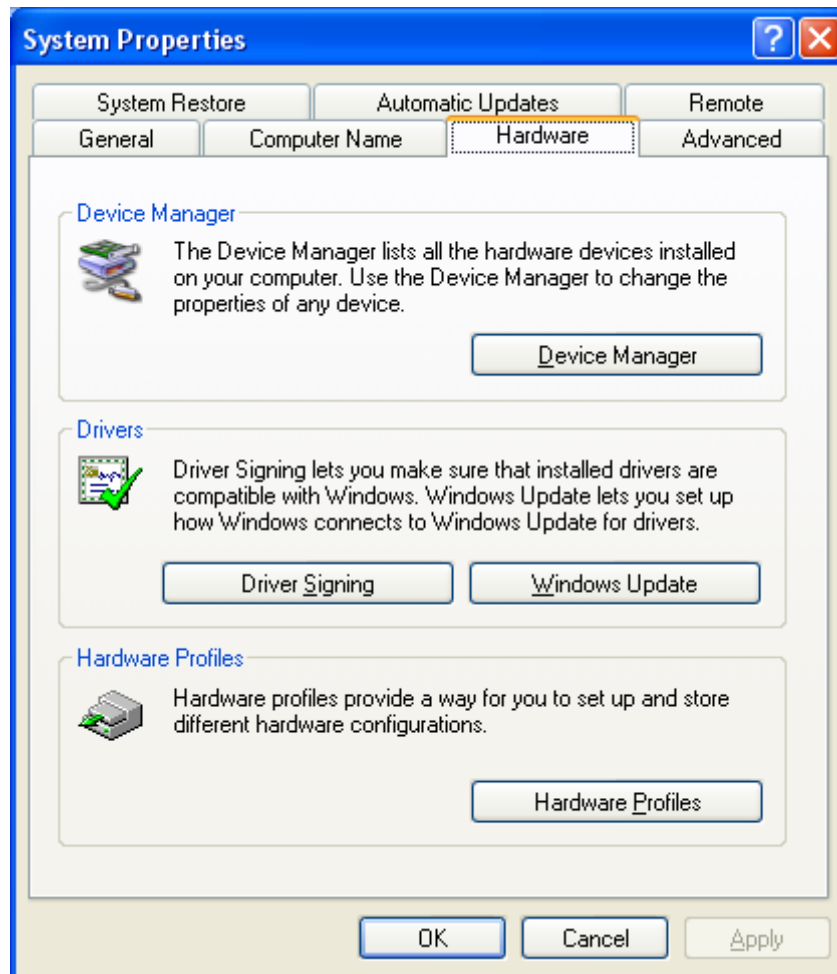 System Properties
System Restore Automatic Updates Remote
General Computer Name Hardware Advanced
Device Manager
The Device Manager lists all the hardware devices installed
on your computer. Use the Device Manager to change the
properties of any device.
Device Manager
Drivers
Driver Signing lets you make sure that installed drivers are
compatible with Windows. Windows Update lets you set up
how Windows connects to Windows Update for drivers.
Driver Signing Windows Update
Hardware Profiles
Hardware profiles provide a way for you to set up and store
different hardware configurations.
Hardware Profiles
OK Cancel Apply